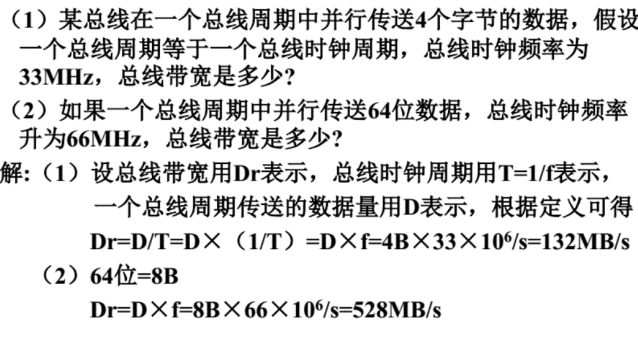 （1）某总线在一个总线周期中并行传送4个字节的数据，假设
一个总线周期等于一个总线时钟周期，总线时钟频率为
33MHz，总线带宽是多少?
（2）如果一个总线周期中并行传送64位数据，总线时钟频率
升为66MHz，总线带宽是多少?
解:（1）设总线带宽用Dr表示，总线时钟周期用T=1/f表示，
一个总线周期传送的数据量用D表示，根据定义可得
Dr=D/T=D×（1/T）=D×f=4B×33×10⁶/s=132MB/s
（2）64位=8B
Dr=D×f=8B×66×10⁶/s=528MB/s